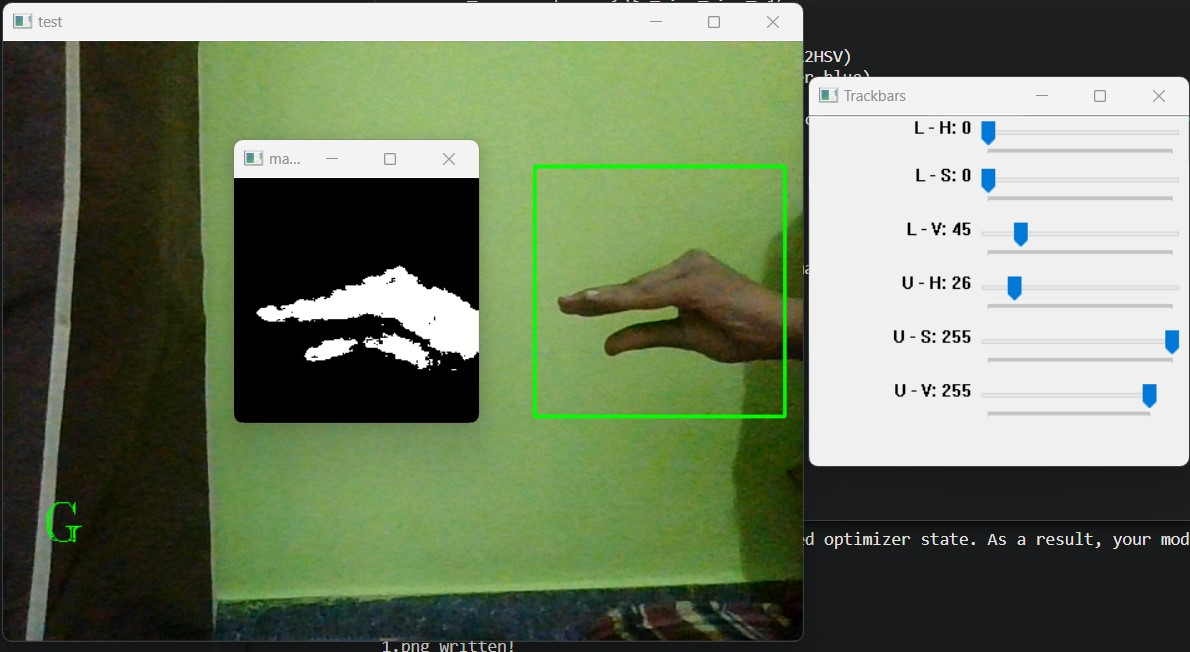 test
2HSV)
Trackbars
L - H: 0
L - S: 0
L - V: 45
U - H: 26
U - S: 255
U - V: 255
ma...
G
ed optimizer state. As a result, your mod
1.png written!